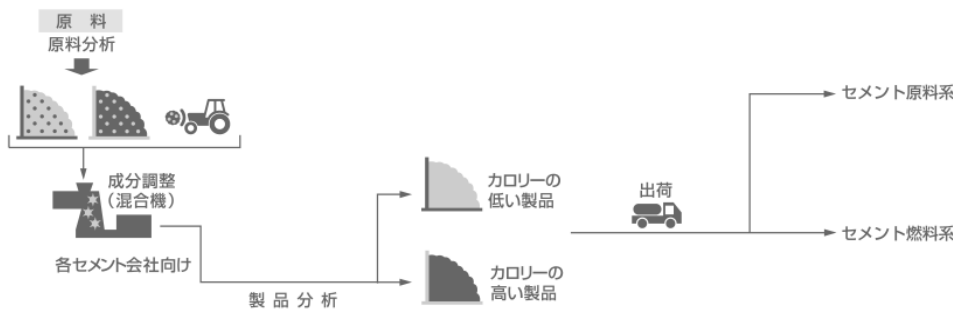 原　料
原料分析
成分調整
（混合機）
各セメント会社向け
製品分析
カロリーの
低い製品
カロリーの
高い製品
出荷
セメント原料系
セメント燃料系